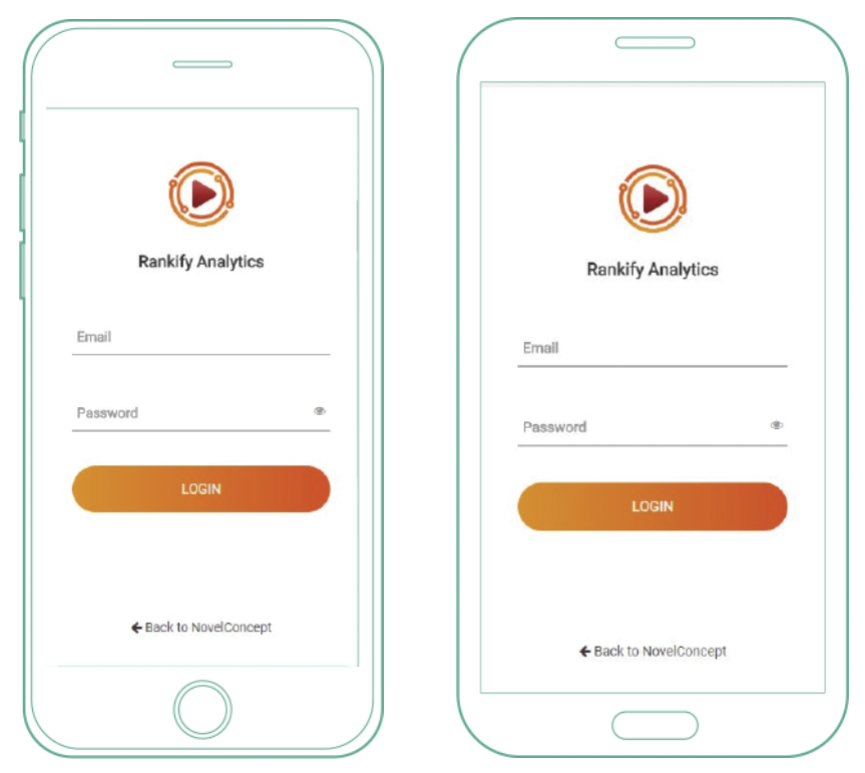 Rankify Analytics
Email
Password
LOGIN
Back to NovelConcept
Rankify Analytics
Email
Password
LOGIN
Back to NovelConcept